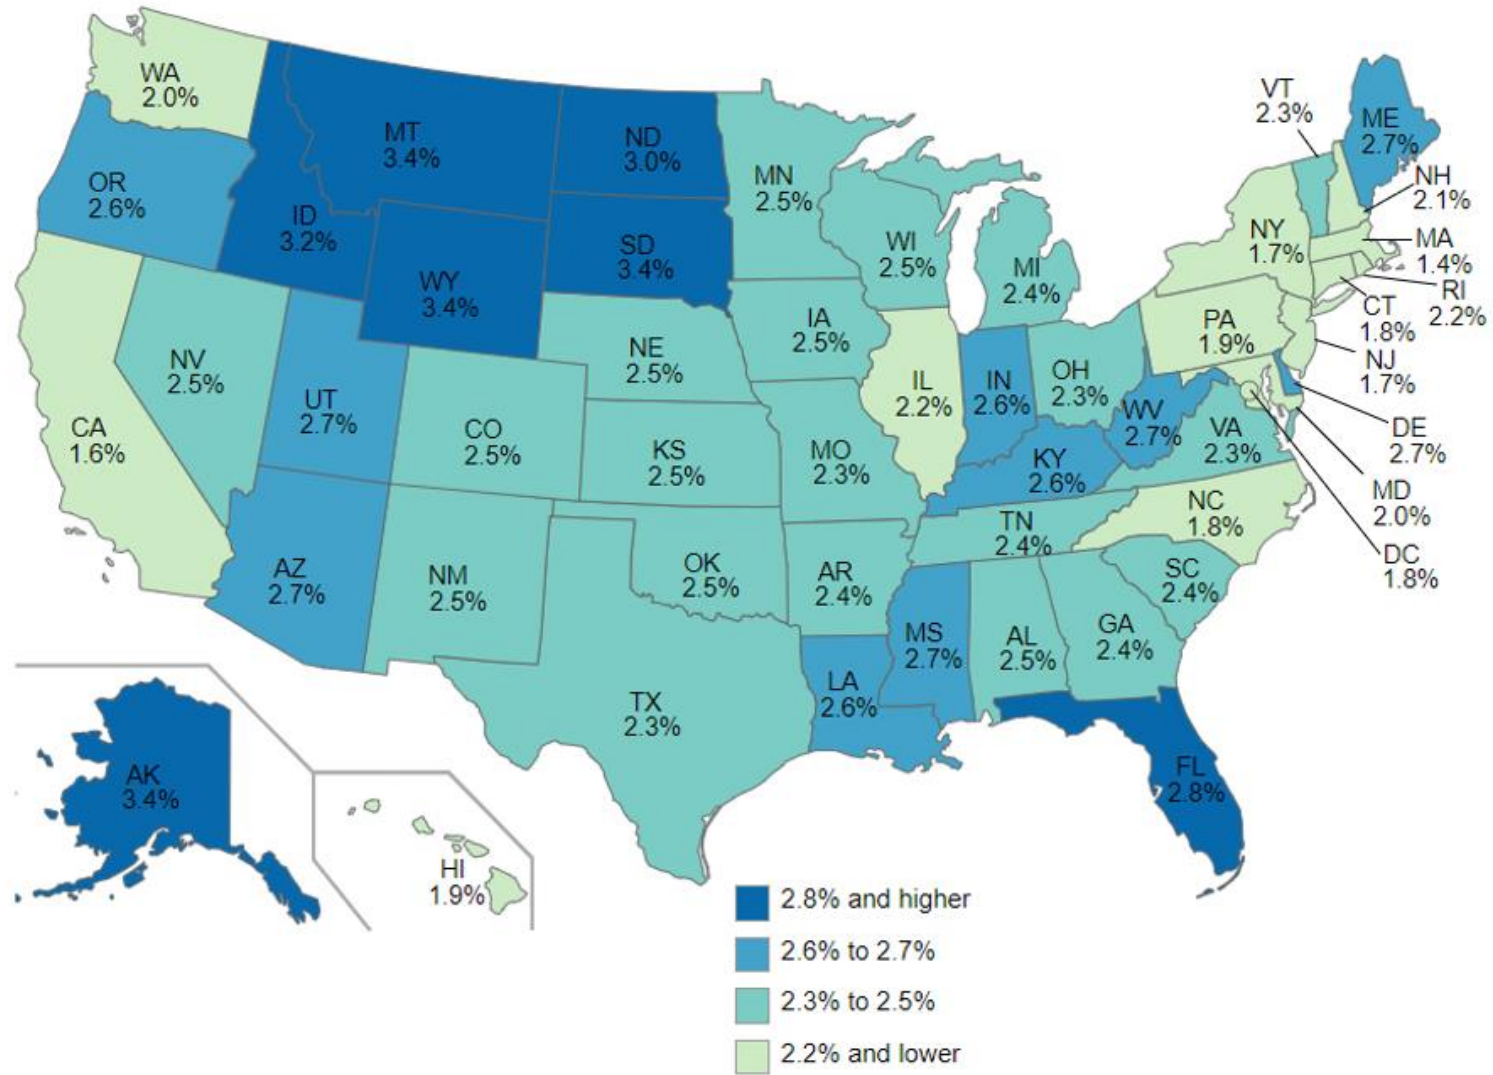 WA
2.0%
MT
3.4%
ND
3.0%
MN
2.5%
VT
2.3%
ME
2.7%
NH
2.1%
OR
2.6%
ID
3.2%
SD
3.4%
WI
2.5%
MI
2.4%
NY
1.7%
MA
1.4%
RI
2.2%
WY
3.4%
CT
1.8%
IA
2.5%
PA
1.9%
NJ
1.7%
NV
2.5%
NE
2.5%
UT
2.7%
IL
2.2%
IN
2.6%
OH
2.3%
WV
2.7%
DE
2.7%
CA
1.6%
CO
2.5%
KS
2.5%
MO
2.3%
KY
2.6%
VA
2.3%
MD
2.0%
NC
1.8%
DC
1.8%
TN
2.4%
AZ
2.7%
NM
2.5%
OK
2.5%
AR
2.4%
SC
2.4%
MS
2.7%
AL
2.5%
GA
2.4%
LA
2.6%
TX
2.3%
AK
3.4%
FL
2.8%
HI
1.9%
2.8% and higher
2.6% to 2.7%
2.3% to 2.5%
2.2% and lower